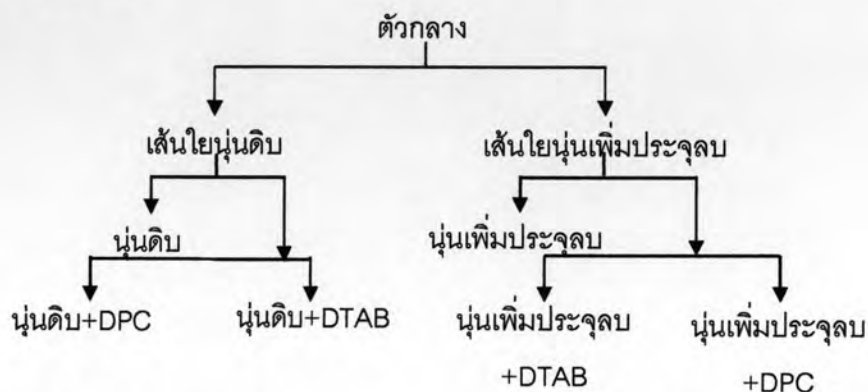 ตัวกลาง
เส้นใยนุ่นดิบ เส้นใยนุ่นเพิ่มประจุลบ
นุ่นดิบ นุ่นเพิ่มประจุลบ
นุ่นดิบ+DPC นุ่นดิบ+DTAB นุ่นเพิ่มประจุลบ นุ่นเพิ่มประจุลบ
+DTAB +DPC